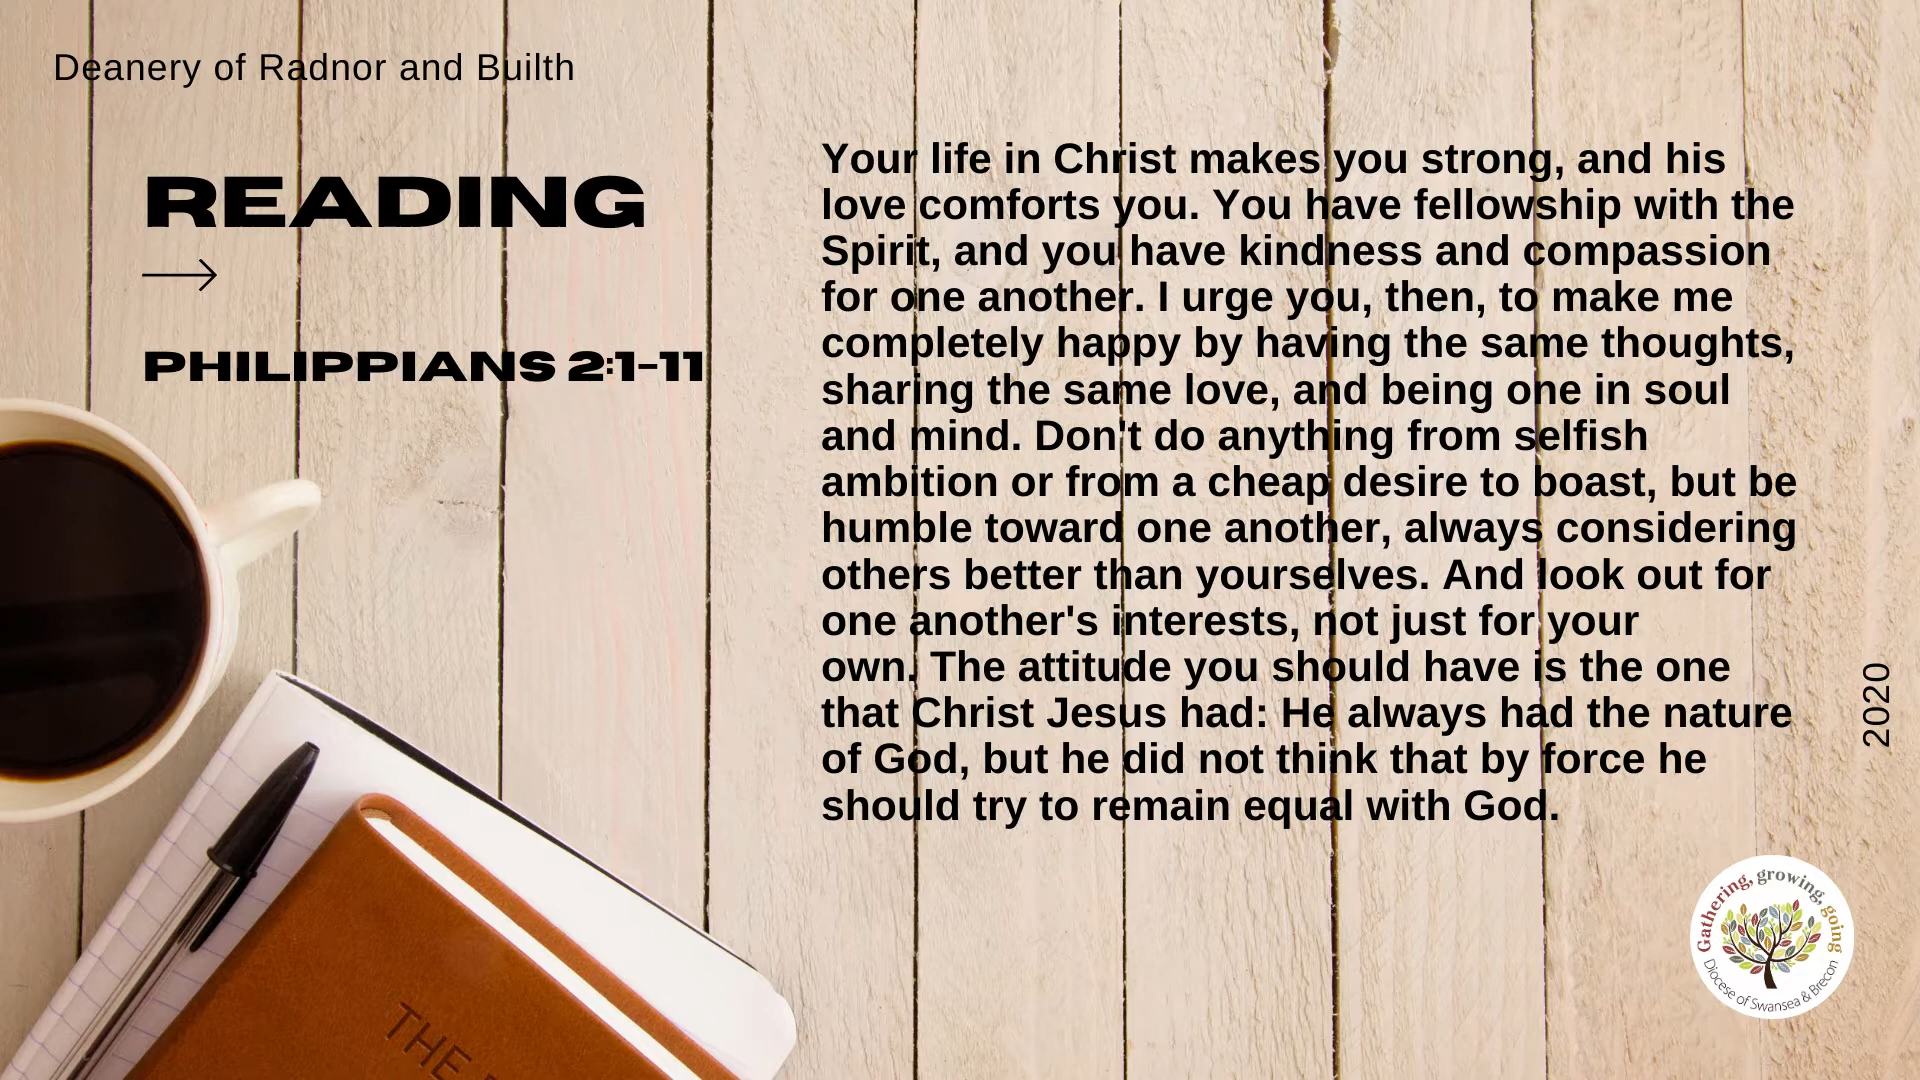 Deanery of Radnor and Builth
READING
PHILIPPIANS 2:1-11
Your life in Christ makes you strong, and his
love comforts you. You have fellowship with the
Spirit, and you have kindness and compassion
for one another. I urge you, then, to make me
completely happy by having the same thoughts,
sharing the same love, and being one in soul
and mind. Don't do anything from selfish
ambition or from a cheap desire to boast, but be
humble toward one another, always considering
others better than yourselves. And look out for
one another's interests, not just for your
own. The attitude you should have is the one
that Christ Jesus had: He always had the nature
of God, but he did not think that by force he
should try to remain equal with God.
2020
Gathering, growing, going
Diocese of Swansea & Brecon
THE